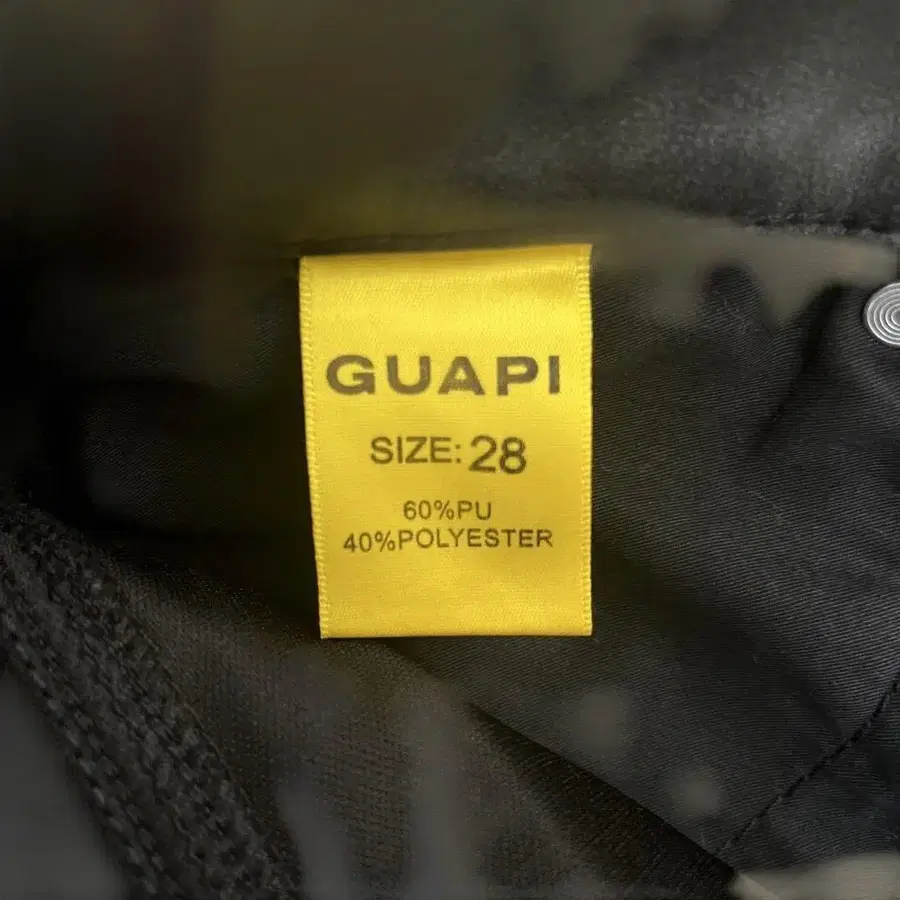 GUAPI
SIZE: 28
60%PU
40%POLYESTER